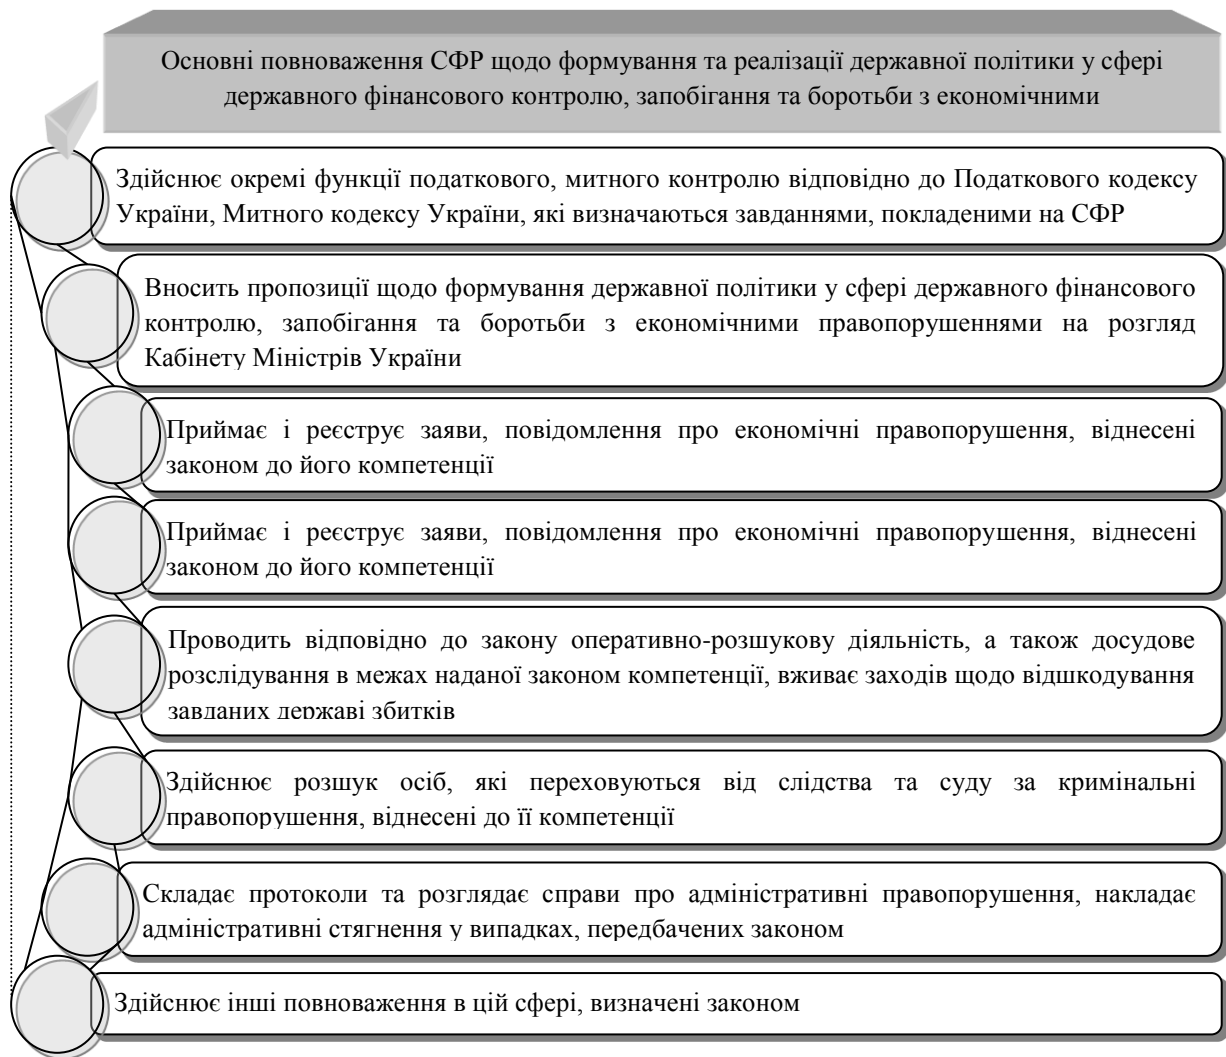 Основні повноваження СФР щодо формування та реалізації державної політики у сфері
державного фінансового контролю, запобігання та боротьби з економічними
Здійснює окремі функції податкового, митного контролю відповідно до Податкового кодексу
України, Митного кодексу України, які визначаються завданнями, покладеними на СФР
Вносить пропозиції щодо формування державної політики у сфері державного фінансового
контролю, запобігання та боротьби з економічними правопорушеннями на розгляд
Кабінету Міністрів України
Приймає і реєструє заяви, повідомлення про економічні правопорушення, віднесені
законом до його компетенції
Приймає і реєструє заяви, повідомлення про економічні правопорушення, віднесені
законом до його компетенції
Проводить відповідно до закону оперативно-розшукову діяльність, а також досудове
розслідування в межах наданої законом компетенції, вживає заходів щодо відшкодування
завданих державі збитків
Здійснює розшук осіб, які переховуються від слідства та суду за кримінальні
правопорушення, віднесені до її компетенції
Складає протоколи та розглядає справи про адміністративні правопорушення, накладає
адміністративні стягнення у випадках, передбачених законом
Здійснює інші повноваження в цій сфері, визначені законом